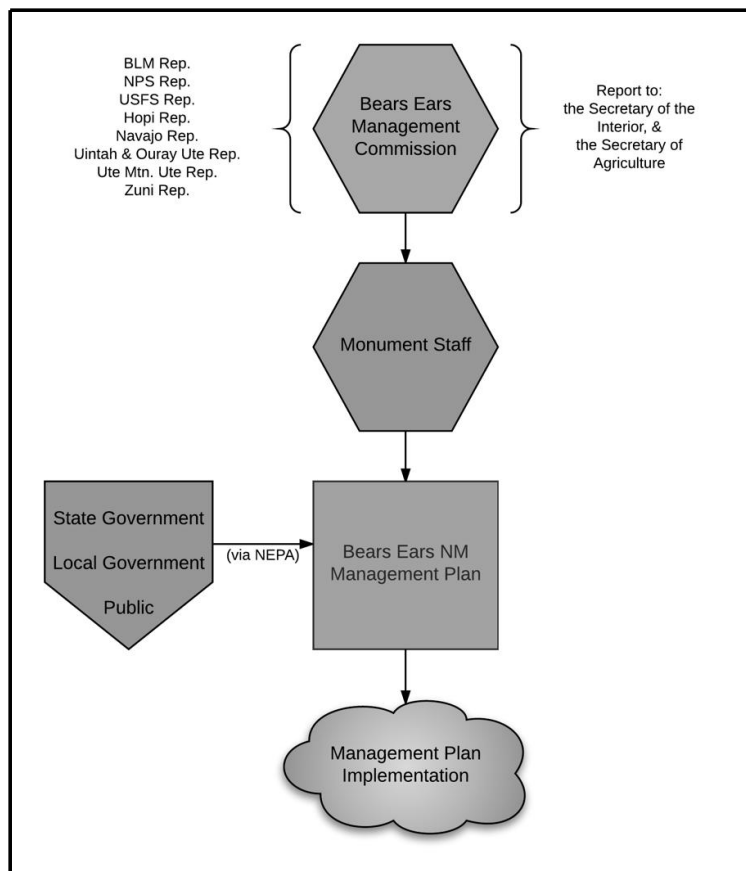 BLM Rep.
NPS Rep.
USFS Rep.
Hopi Rep.
Navajo Rep.
Uintah & Ouray Ute Rep.
Ute Mtn. Ute Rep.
Zuni Rep.
Bears Ears
Management
Commission
Report to:
the Secretary of the
Interior, &
the Secretary of
Agriculture
Monument Staff
State Government
Local Government
Public
(via NEPA)
Bears Ears NM
Management Plan
Management Plan
Implementation